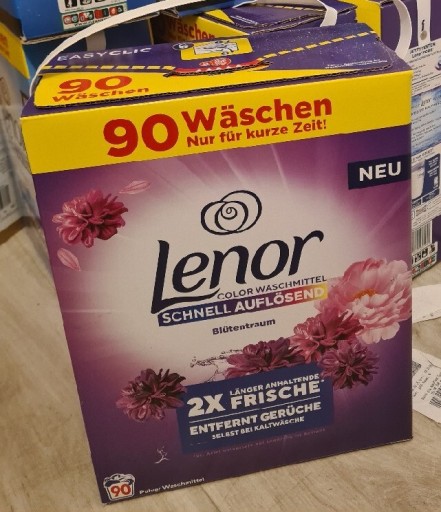 EASYCLIC
90
Wäschen
90 Wäschen
Nur für kurze Zeit!
NEU
Lenor
COLOR WASCHMITTEL
SCHNELL AUFLÖSEND
Blütentraum
2X LÄNGER ANHALTENDE
FRISCHE*
ENTFERNT GERÜCHE
SELBST BEI KALTWÄSCHE
90
Pulver Waschmittel